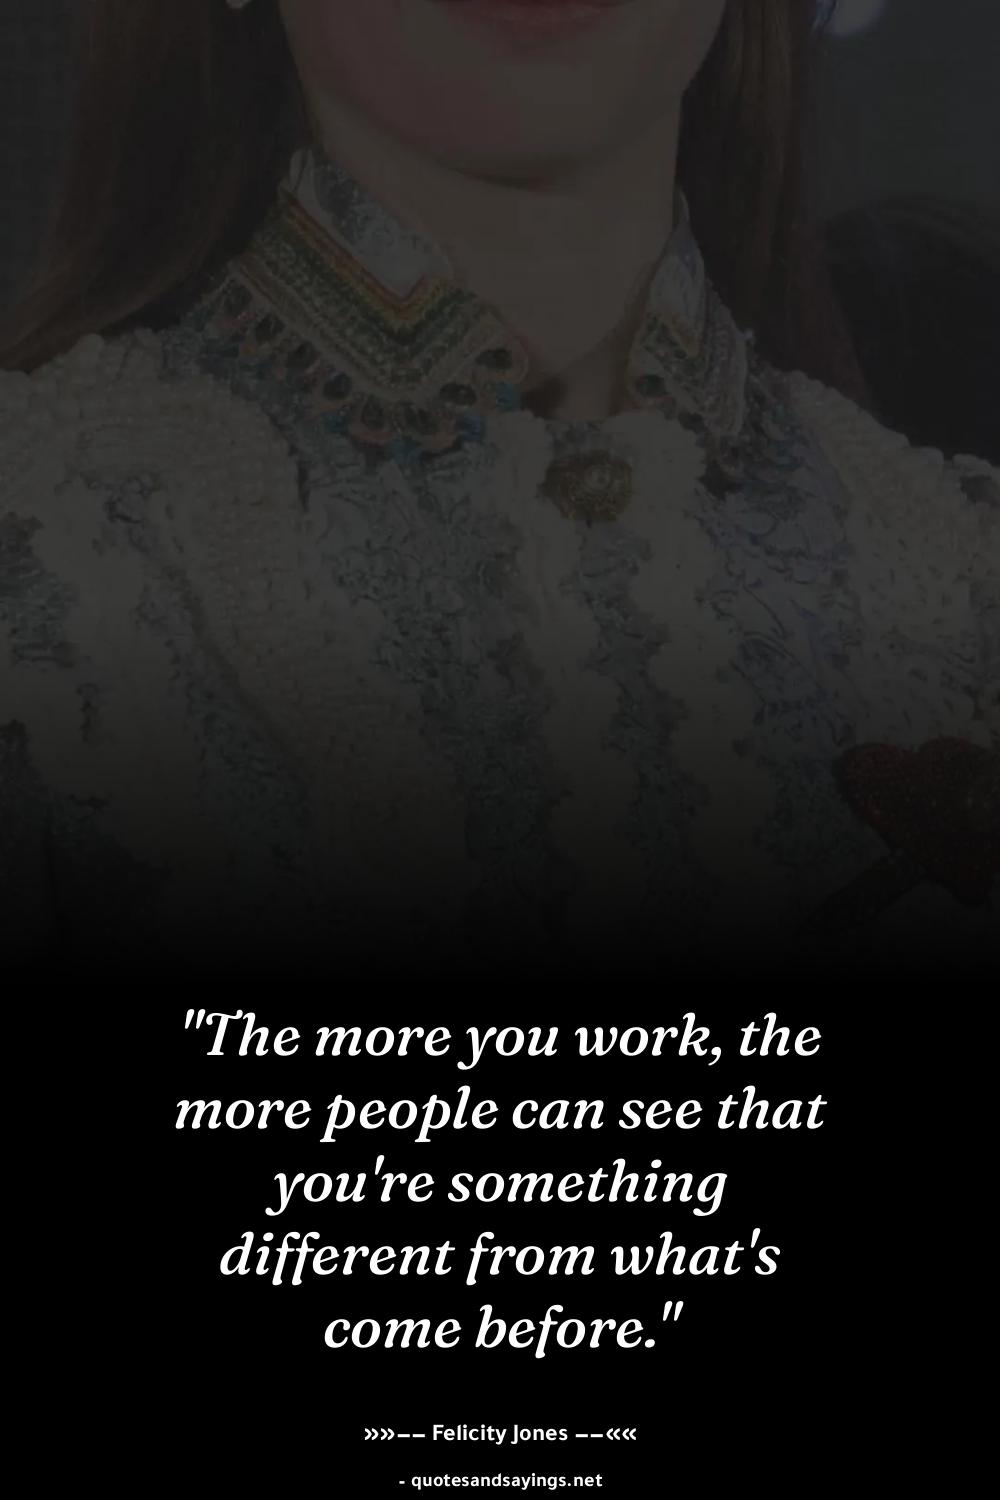 "The more you work, the
more people can see that
you're something
different from what's
come before."
»»–– Felicity Jones ––««
- quotesandsayings.net